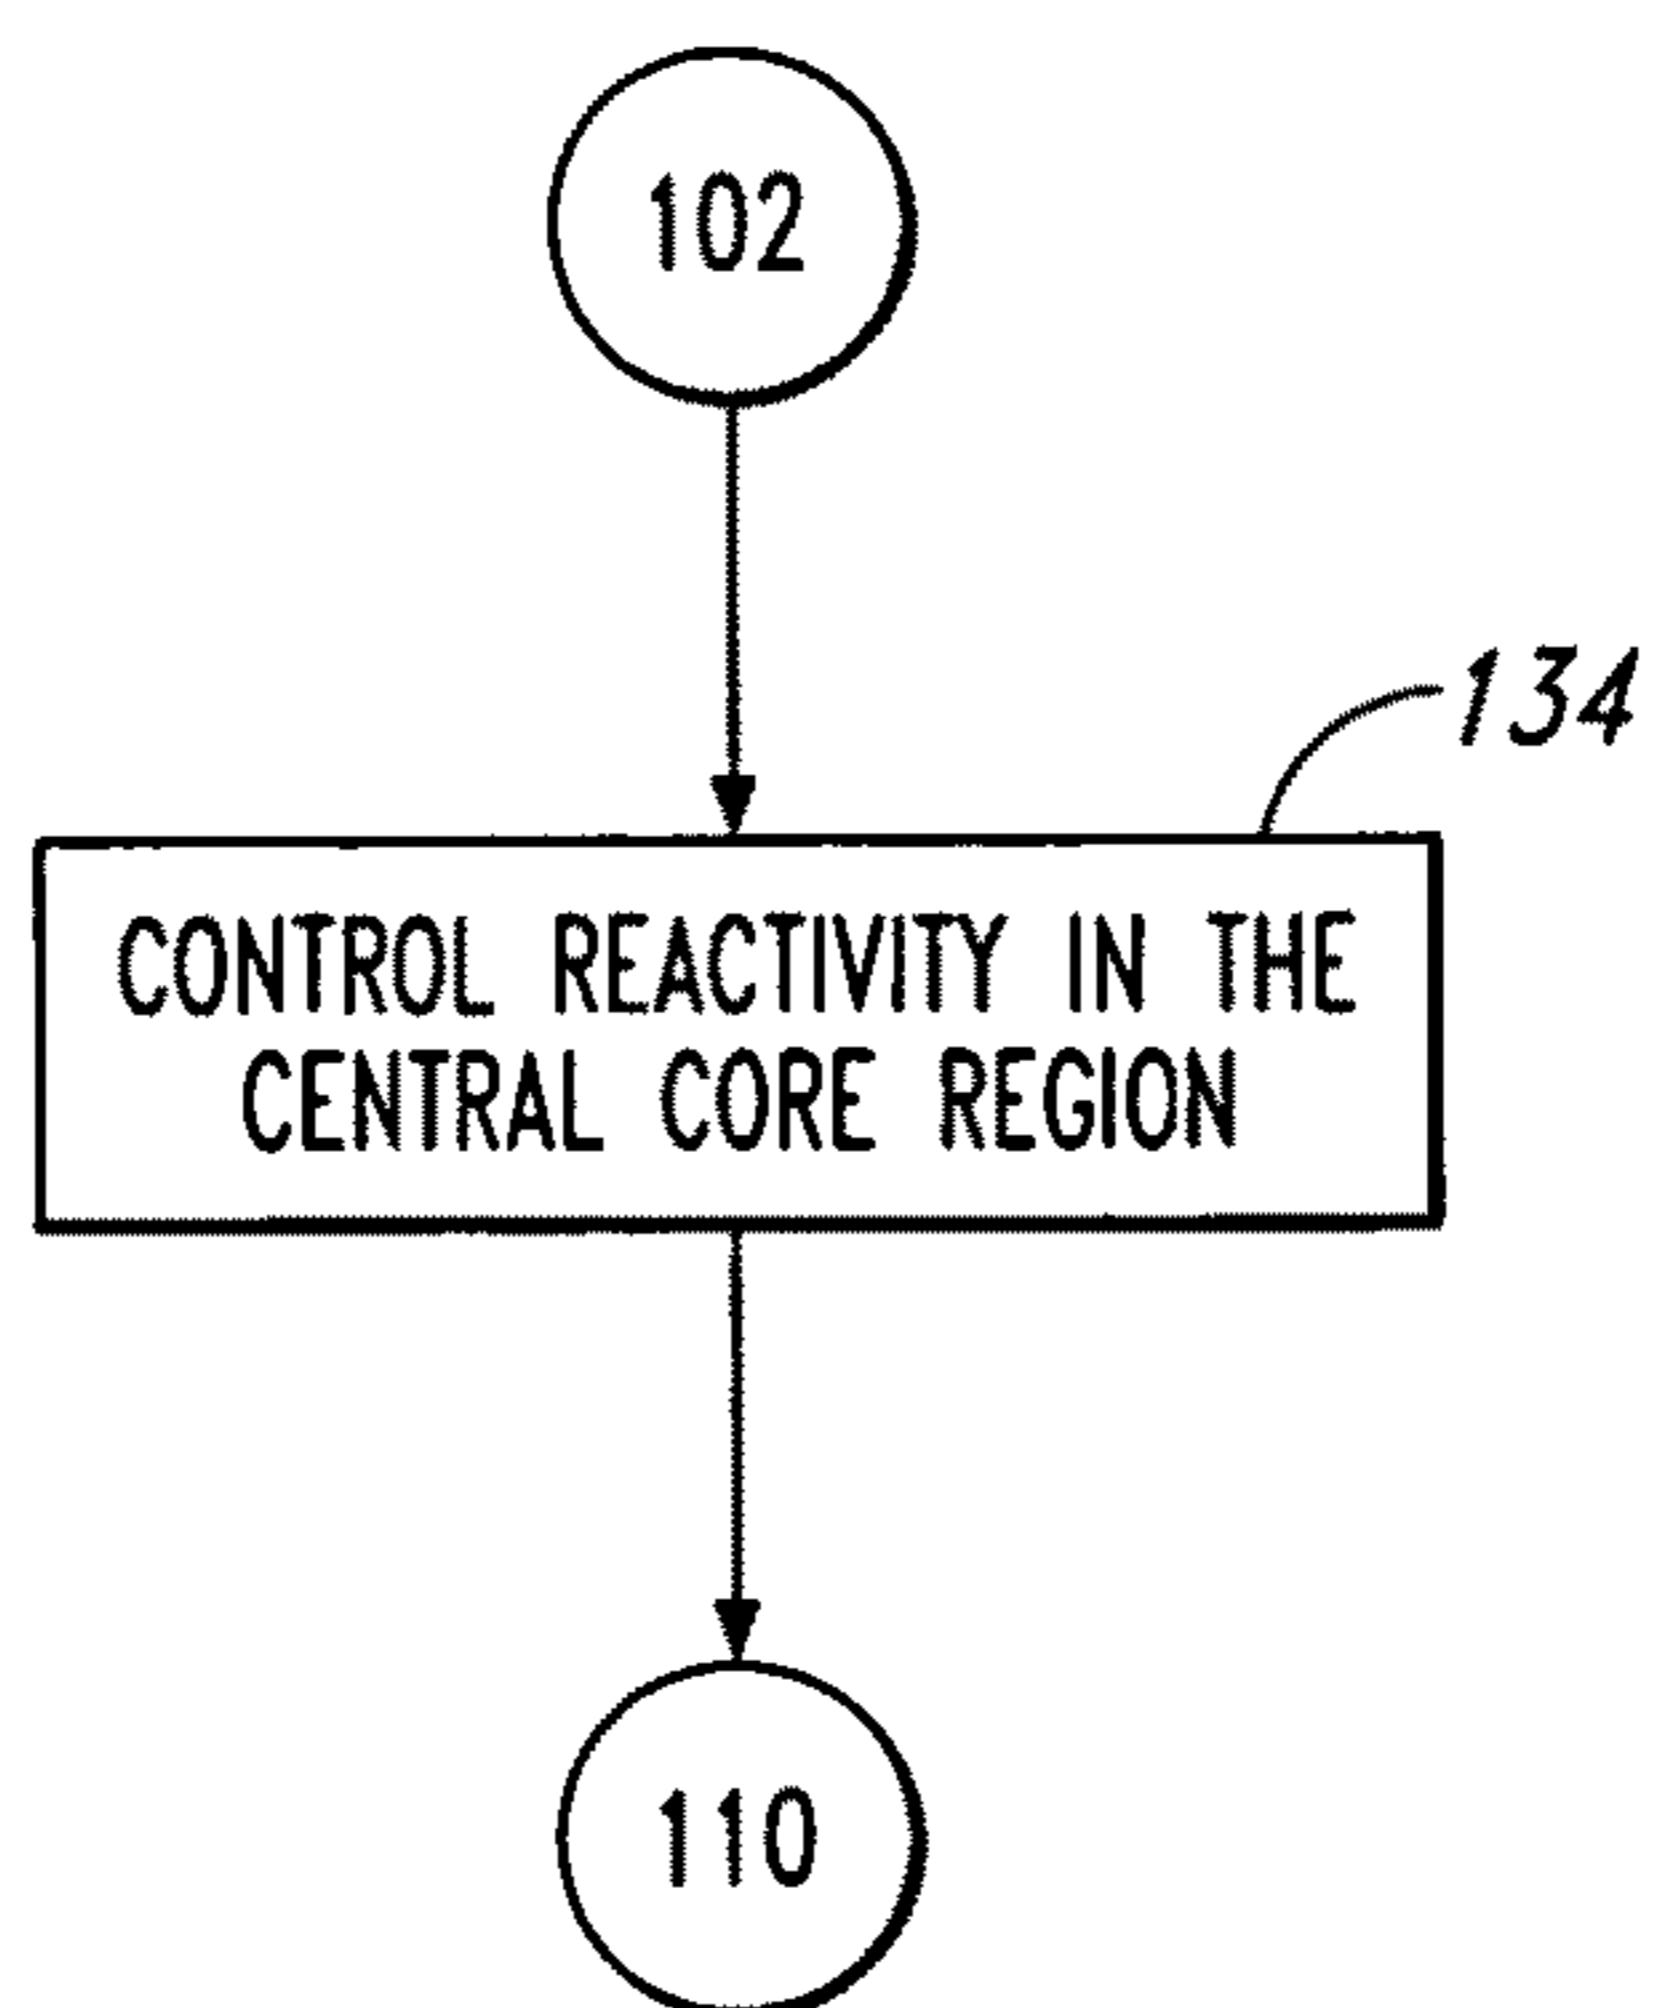 102
134
CONTROL REACTIVITY IN THE
CENTRAL CORE REGION
110